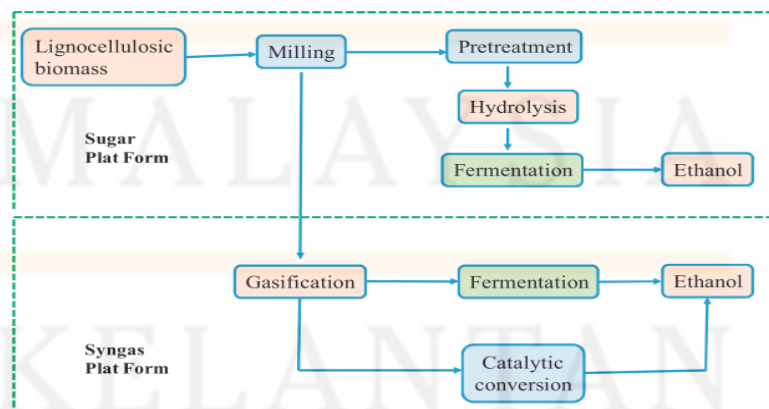 Lignocellulosic
biomass
Milling
Pretreatment
Hydrolysis
Sugar
Plat Form
Fermentation
Ethanol
MALAYSIA
Gasification
Fermentation
Ethanol
Syngas
Plat Form
Catalytic
conversion
KELANTAN